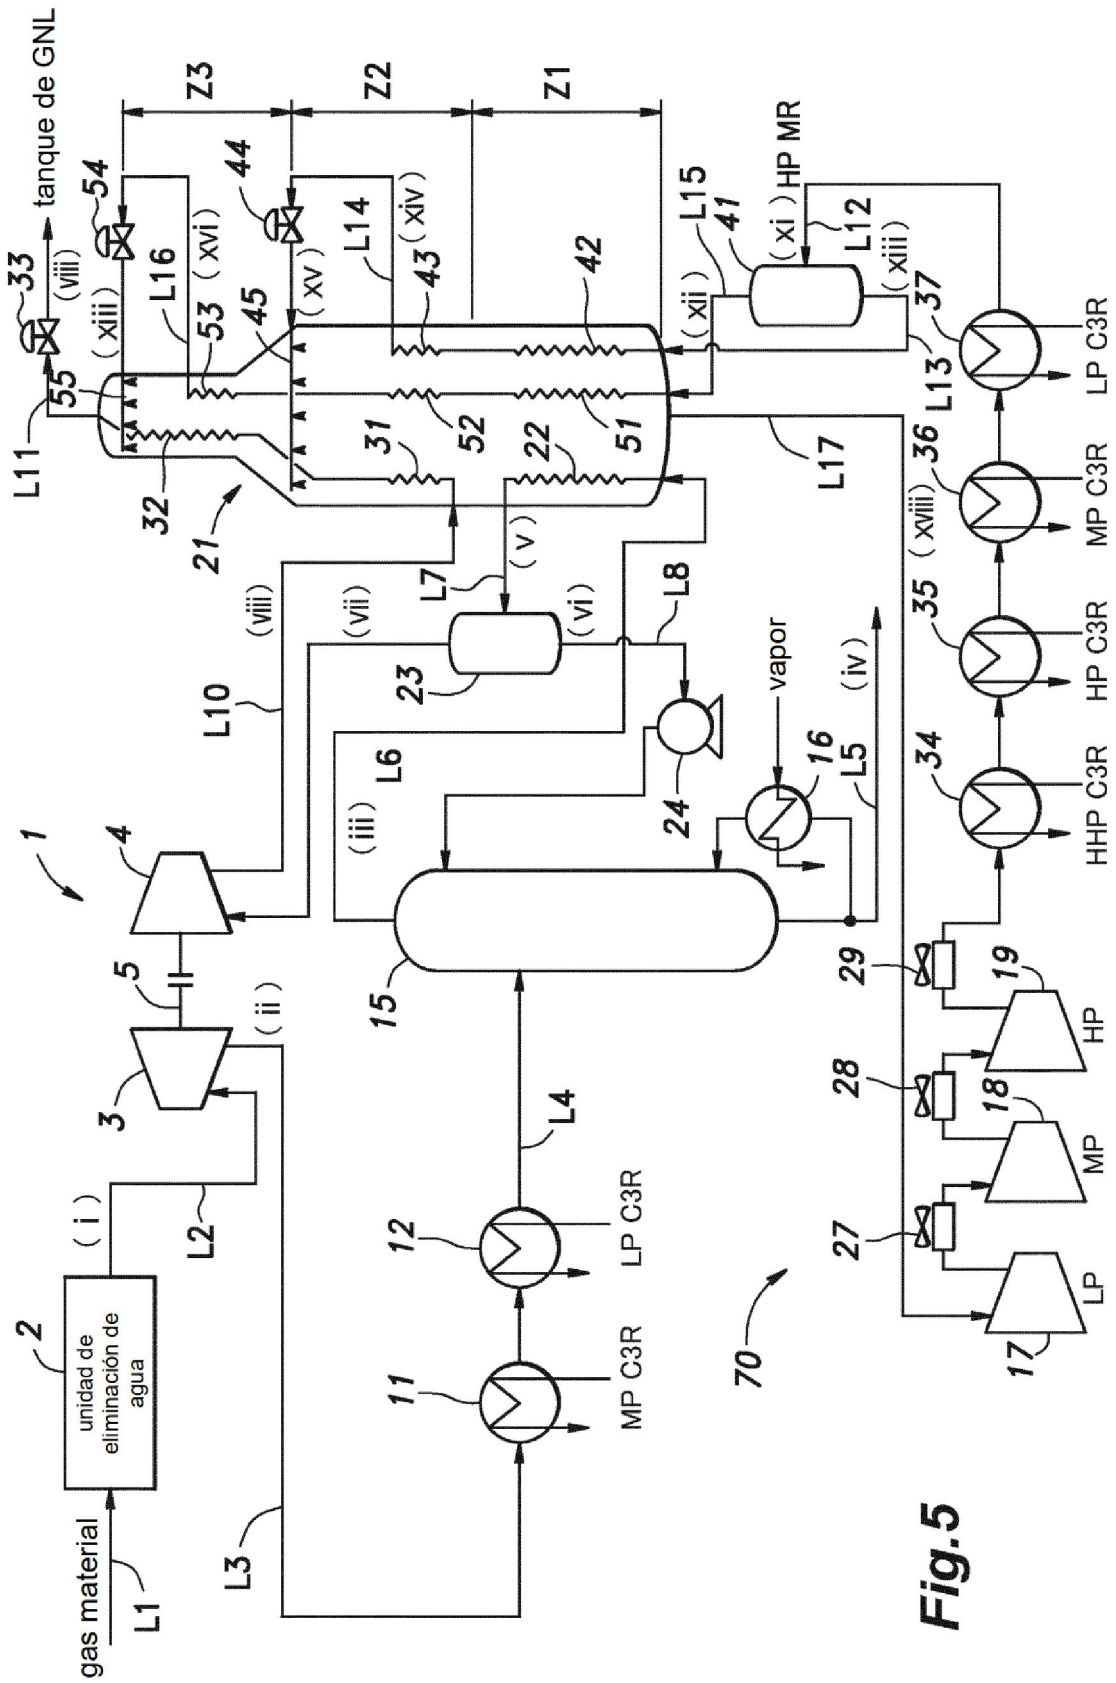 tanque de GNL
33
(viii)
L11
54
Z3
1
2
unidad de
eliminación de
agua
gas material
L1
(i)
3
5
4
55
(xiii)
L16
(xvi)
32
53
L2
21
45
44
Z2
L3
(ii)
L10
(viii)
(xv)
L14
(xiv)
43
(vii)
31
52
(iii)
L6
15
23
L7
(v)
22
51
42
Z1
11
12
L4
(vi)
24
L8
MP C3R
LP C3R
(xii)
L15
41
(xi)
HP MR
L12
vapor
16
L5
(iv)
L17
(xiii)
L13
70
27
28
29
34
35
(xviii)
36
37
17
18
19
LP
MP
HP
HHP C3R
HP C3R
MP C3R
LP C3R
Fig.5